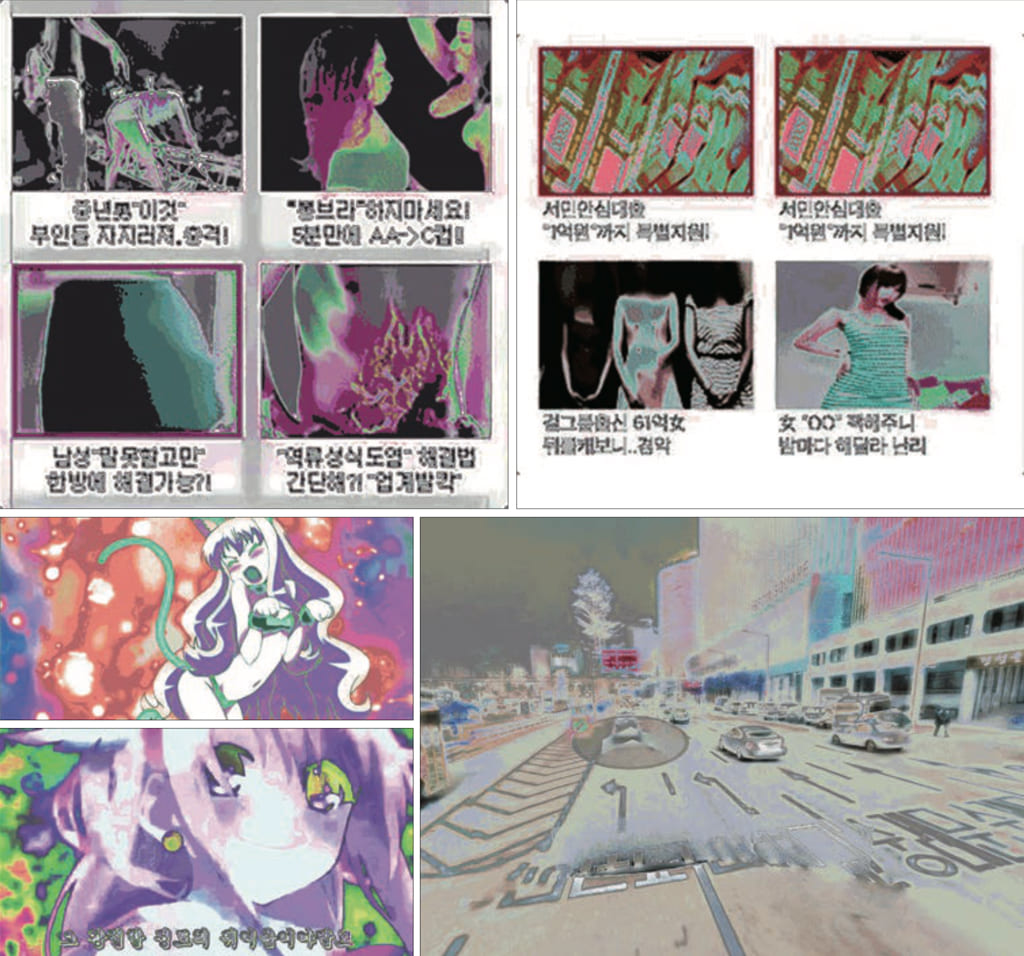 중년男"이것"
부인들 자지러져.충격!
"뽕브라"하지마세요!
5분만에 AA->C컵!!
남성"말못할고민"
한방에 해결가능?!
"역류성식도염" 해결법
간단해?! "업계발칵"
서민안심대출
"1억원"까지 특별지원!
서민안심대출
"1억원"까지 특별지원!
걸그룹출신 61억女
뒤를캐보니..경악
女 "OO" 꽉해주니
밤마다 해달라 난리